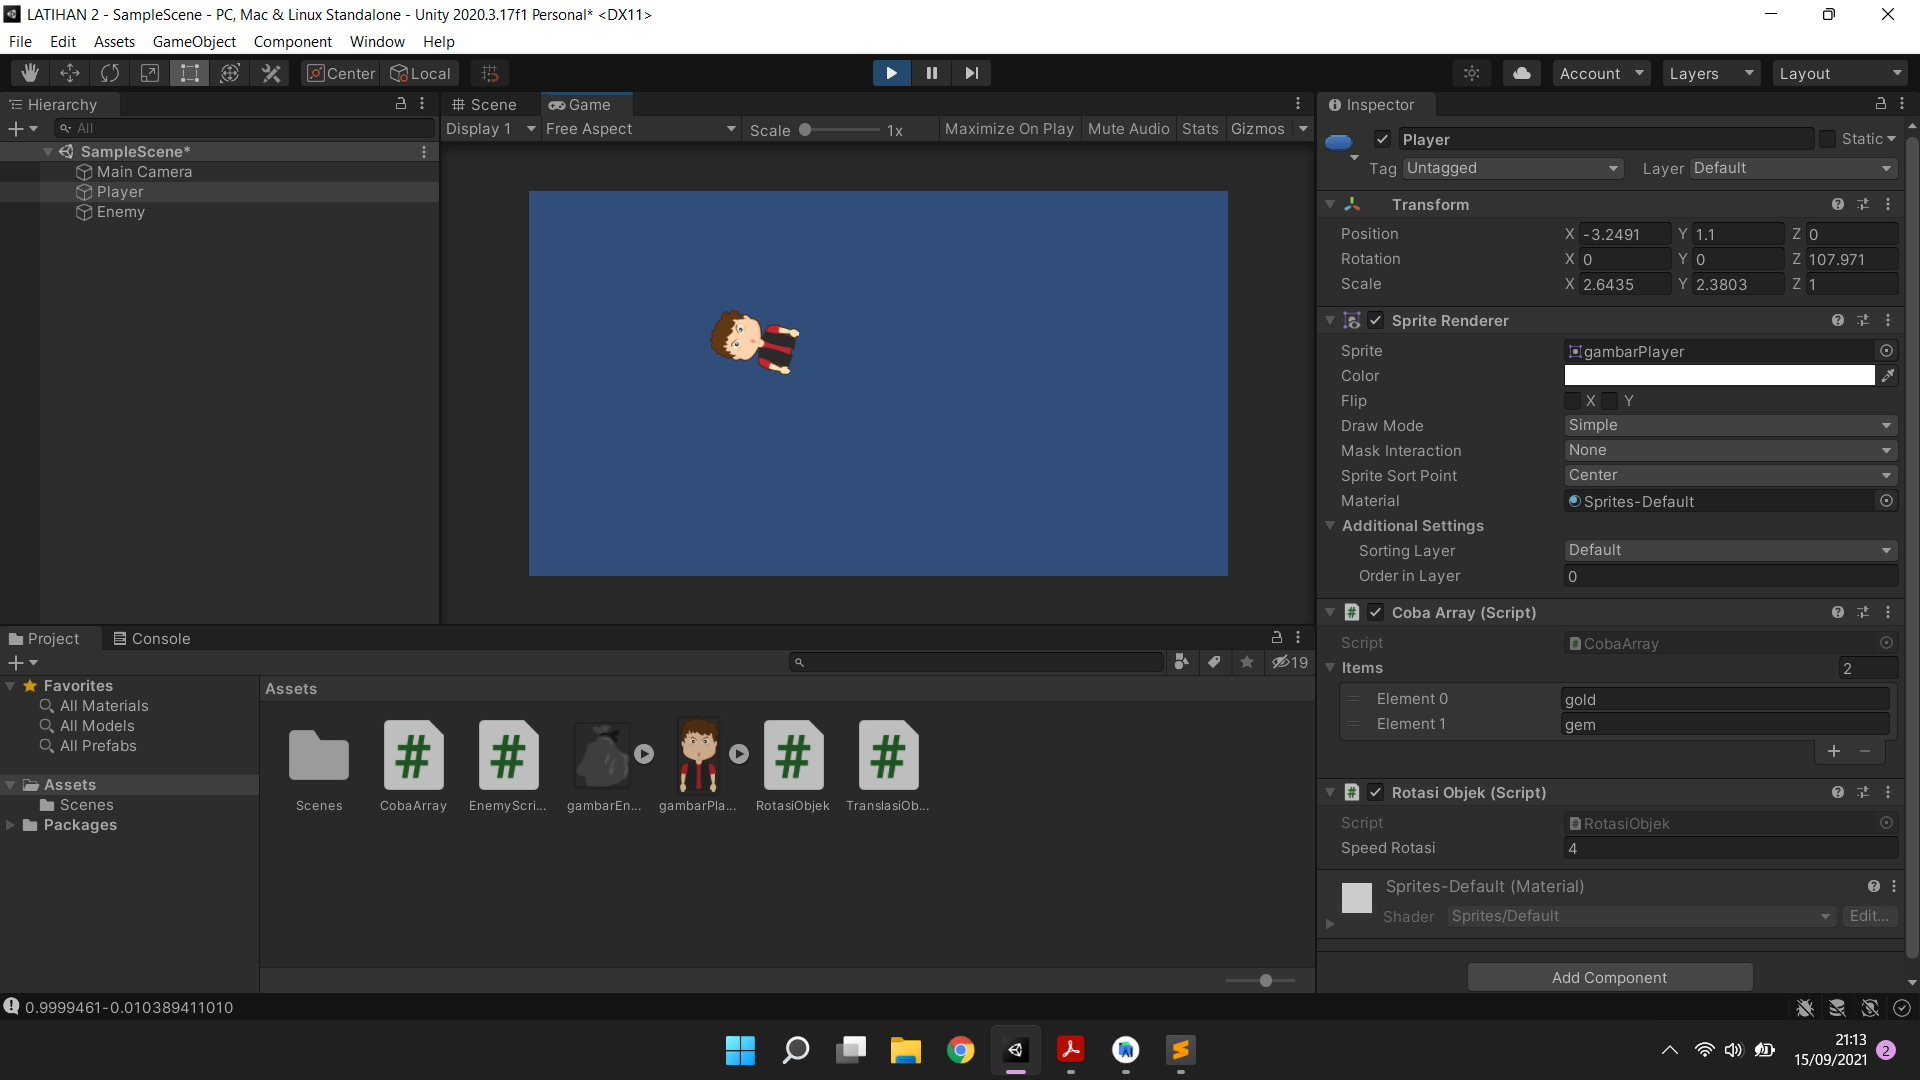 LATIHAN 2 - SampleScene - PC, Mac & Linux Standalone - Unity 2020.3.17f1 Personal* <DX11>
File Edit Assets GameObject Component Window Help
Center Local Account Layers Layout
Hierarchy
All
SampleScene*
Main Camera
Player
Enemy
Scene Game
Display 1 Free Aspect Scale 1x Maximize On Play Mute Audio Stats Gizmos
Inspector
Player Static
Tag Untagged Layer Default
Transform
Position X -3.2491 Y 1.1 Z 0
Rotation X 0 Y 0 Z 107.971
Scale X 2.6435 Y 2.3803 Z 1
Sprite Renderer
Sprite gambarPlayer
Color
Flip X Y
Draw Mode Simple
Mask Interaction None
Sprite Sort Point Center
Material Sprites-Default
Additional Settings
Sorting Layer Default
Order in Layer 0
Coba Array (Script)
Script CobaArray
Items 2
Element 0 gold
Element 1 gem
Rotasi Objek (Script)
Script RotasiObjek
Speed Rotasi 4
Sprites-Default (Material)
Shader Sprites/Default Edit...
Add Component
Project Console
19
Favorites
All Materials
All Models
All Prefabs
Assets
Scenes
Packages
Assets
Scenes CobaArray EnemyScri... gambarEn... gambarPla... RotasiObjek TranslasiOb...
0.9999461-0.010389411010
21:13
15/09/2021 2